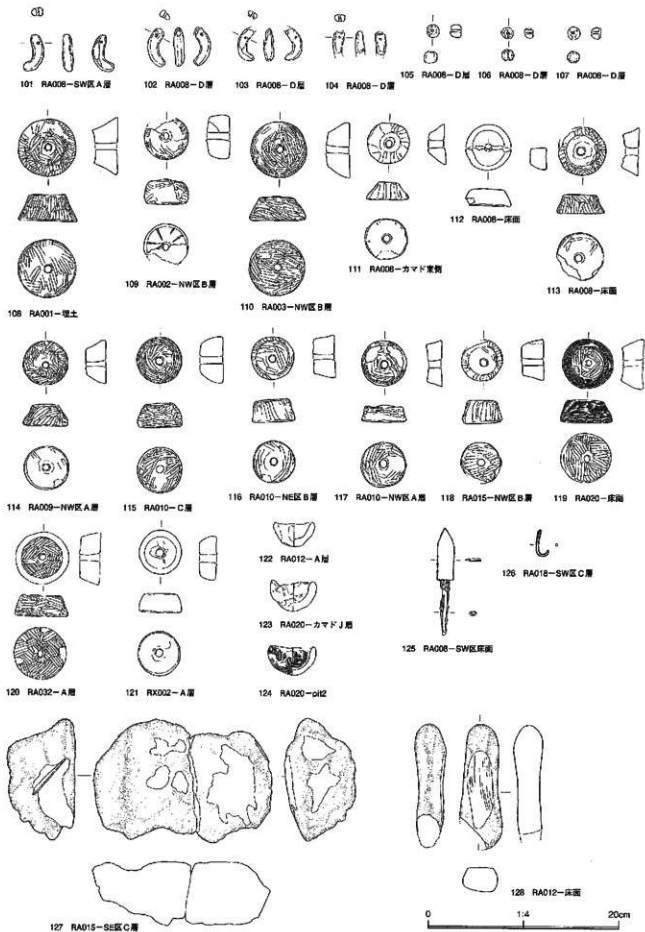 101 RA008-SW区A層
102 RA008-D層
103 RA008-D層
104 RA008-D層
105 RA008-D層
106 RA008-D層
107 RA008-D層
108 RA001-埋土
109 RA002-NW区B層
110 RA003-NW区B層
111 RA008-カマド東側
112 RA008-床面
113 RA008-床面
114 RA009-NW区A層
115 RA010-C層
116 RA010-NE区B層
117 RA010-NW区A層
118 RA015-NW区B層
119 RA020-床面
120 RA032-A層
121 RX002-A層
122 RA012-A層
123 RA020-カマドJ層
124 RA020-pit2
125 RA008-SW区床面
126 RA018-SW区C層
127 RA015-SE区C層
128 RA012-床面
0 1:4 20cm